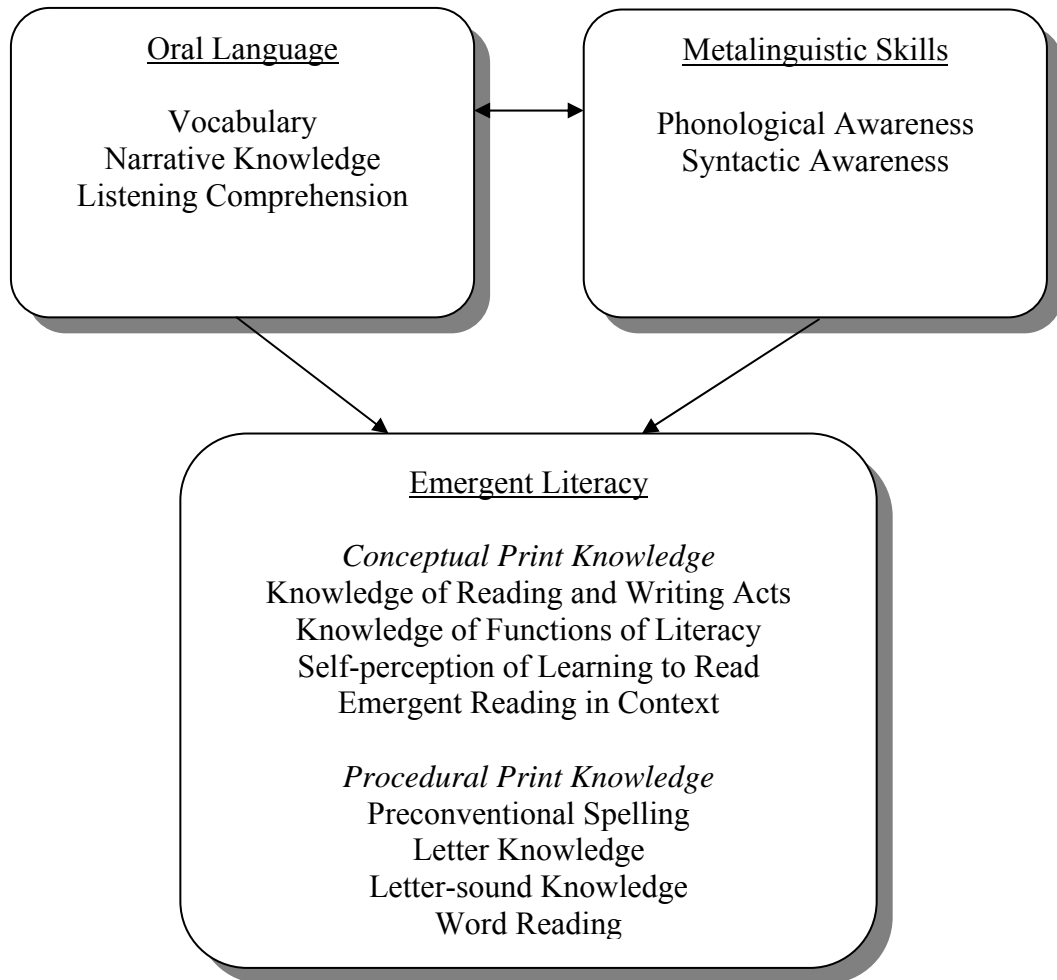 Oral Language
Vocabulary
Narrative Knowledge
Listening Comprehension
Metalinguistic Skills
Phonological Awareness
Syntactic Awareness
Emergent Literacy
Conceptual Print Knowledge
Knowledge of Reading and Writing Acts
Knowledge of Functions of Literacy
Self-perception of Learning to Read
Emergent Reading in Context
Procedural Print Knowledge
Preconventional Spelling
Letter Knowledge
Letter-sound Knowledge
Word Reading